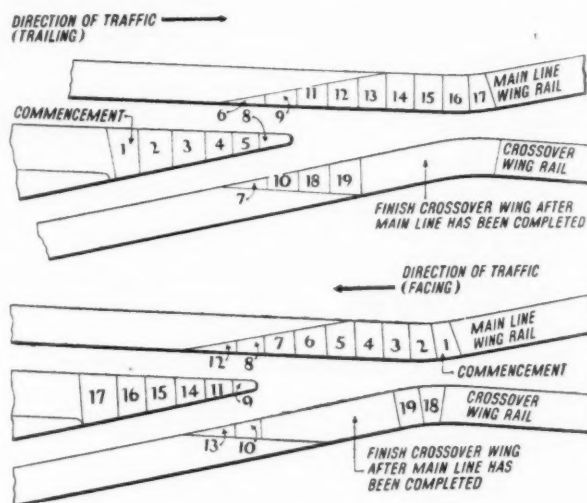 DIRECTION OF TRAFFIC
(TRAILING)
11 12 13 14 15 16 17
MAIN LINE
WING RAIL
COMMENCEMENT
6 8 9
1 2 3 4 5
CROSSOVER
WING RAIL
7 10 18 19
FINISH CROSSOVER WING AFTER
MAIN LINE HAS BEEN COMPLETED
DIRECTION OF TRAFFIC
(FACING)
12 8 7 6 5 4 3 2 1
MAIN LINE
WING RAIL
COMMENCEMENT
17 16 15 14 11 9
19 18
CROSSOVER
WING RAIL
13 10
FINISH CROSSOVER WING
AFTER MAIN LINE HAS
BEEN COMPLETED